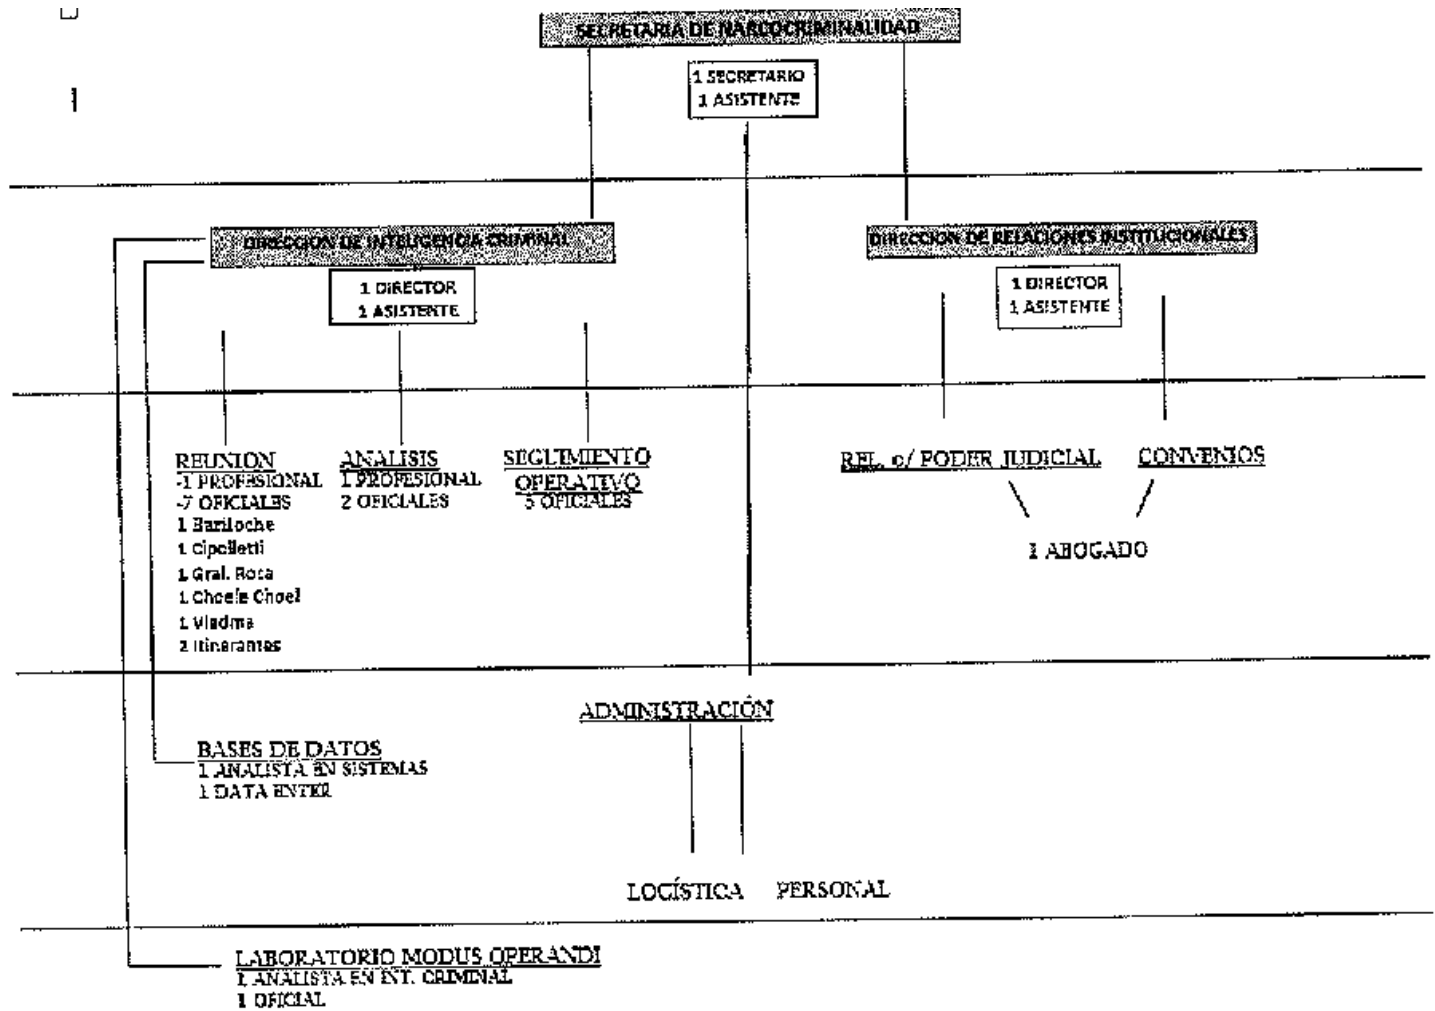 SECRETARIA DE NARCOCRIMINALIDAD
1 SECRETARIO
1 ASISTENTE
DIRECCION DE INTELIGENCIA CRIMINAL
1 DIRECTOR
1 ASISTENTE
DIRECCION DE RELACIONES INSTITUCIONALES
1 DIRECTOR
1 ASISTENTE
REUNION
-1 PROFESIONAL
-7 OFICIALES
1 Bariloche
1 Cipolletti
1 Gral. Roca
1 Choele Choel
1 Viedma
2 Itinerantes
ANALISIS
1 PROFESIONAL
2 OFICIALES
SEGUIMIENTO
OPERATIVO
OFICIALES
REL. c/ PODER JUDICIAL
CONVENIOS
1 ABOGADO
ADMINISTRACIÓN
BASES DE DATOS
1 ANALISTA EN SISTEMAS
1 DATA ENTER
LOGÍSTICA PERSONAL
LABORATORIO MODUS OPERANDI
1 ANALISTA EN INT. CRIMINAL
1 OFICIAL